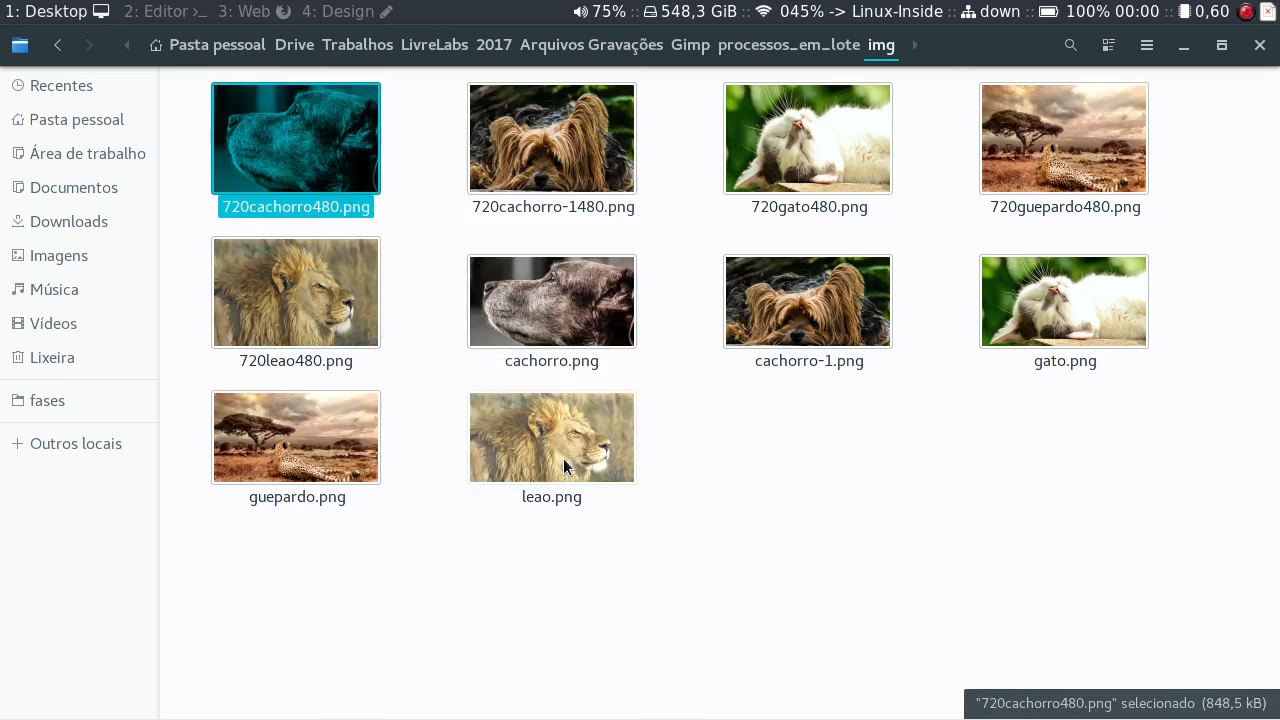 1: Desktop 2: Editor 3: Web 4: Design 75% :: 548,3 GiB :: 045% -> Linux-Inside :: down :: 100% 00:00 :: 0,60
Pasta pessoal Drive Trabalhos LivreLabs 2017 Arquivos Gravações Gimp processos_em_lote img
Recentes
Pasta pessoal
Área de trabalho
Documentos
Downloads
Imagens
Música
Vídeos
Lixeira
fases
Outros locais
720cachorro480.png 720cachorro-1480.png 720gato480.png 720guepardo480.png
720leao480.png cachorro.png cachorro-1.png gato.png
guepardo.png leao.png
"720cachorro480.png" selecionado (848,5 kB)